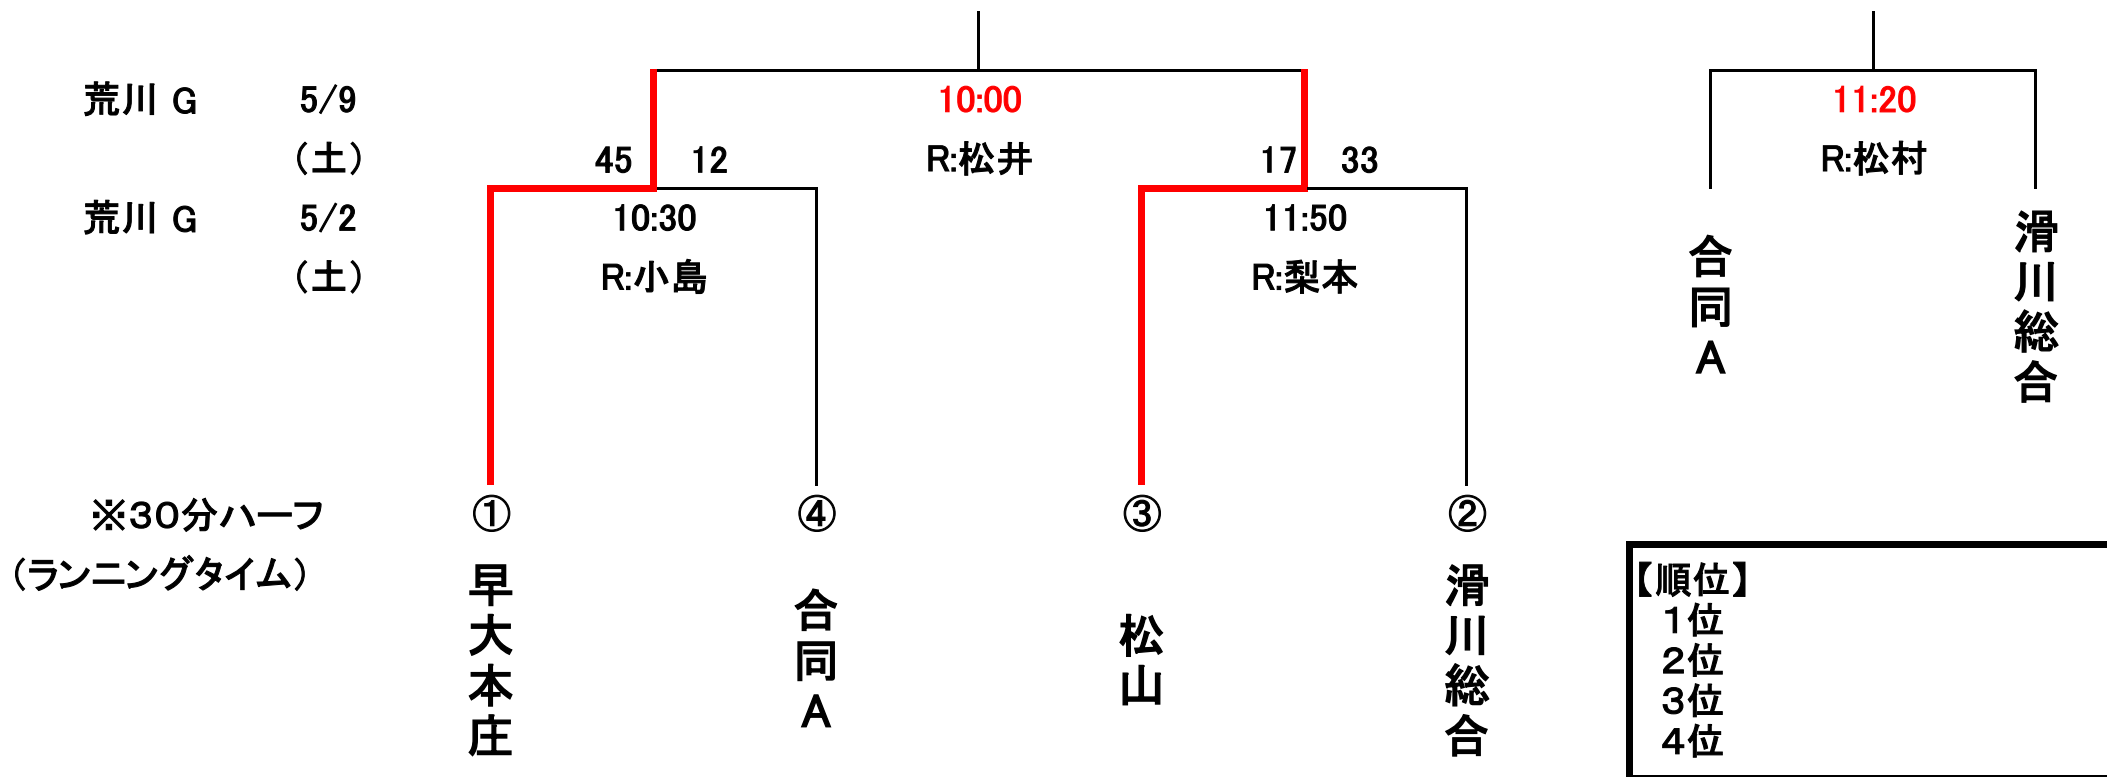 荒川 G 5/9 10:00 11:20
(土) 45 12 R:松井 17 33 R:松村
荒川 G 5/2 10:30 11:50
(土) R:小島 R:梨本
合同A
滑川総合
※30分ハーフ ① ④ ③ ②
(ランニングタイム)
早大本庄
合同A
松山
滑川総合
【順位】
1位
2位
3位
4位